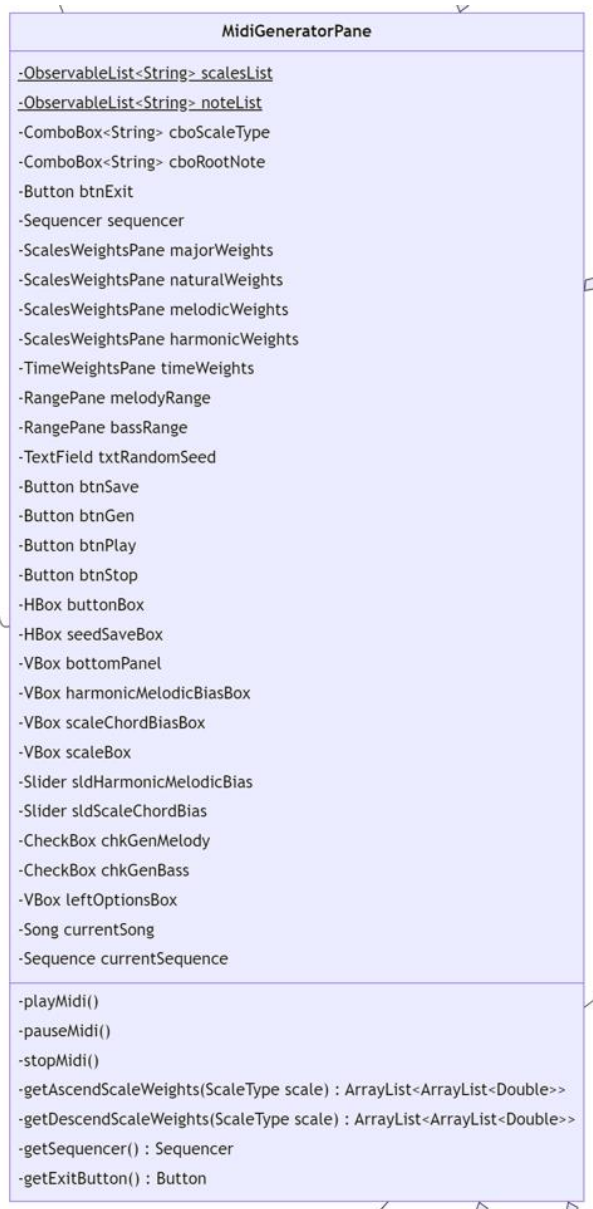 MidiGeneratorPane
-ObservableList<String> scalesList
-ObservableList<String> noteList
-ComboBox<String> cboScaleType
-ComboBox<String> cboRootNote
-Button btnExit
-Sequencer sequencer
-ScalesWeightsPane majorWeights
-ScalesWeightsPane naturalWeights
-ScalesWeightsPane melodicWeights
-ScalesWeightsPane harmonicWeights
-TimeWeightsPane timeWeights
-RangePane melodyRange
-RangePane bassRange
-TextField txtRandomSeed
-Button btnSave
-Button btnGen
-Button btnPlay
-Button btnStop
-HBox buttonBox
-HBox seedSaveBox
-VBox bottomPanel
-VBox harmonicMelodicBiasBox
-VBox scaleChordBiasBox
-VBox scaleBox
-Slider sldHarmonicMelodicBias
-Slider sldScaleChordBias
-CheckBox chkGenMelody
-CheckBox chkGenBass
-VBox leftOptionsBox
-Song currentSong
-Sequence currentSequence
-playMidi()
-pauseMidi()
-stopMidi()
-getAscendScaleWeights(ScaleType scale) : ArrayList<ArrayList<Double>>
-getDescendScaleWeights(ScaleType scale) : ArrayList<ArrayList<Double>>
-getSequencer() : Sequencer
-getExitButton() : Button